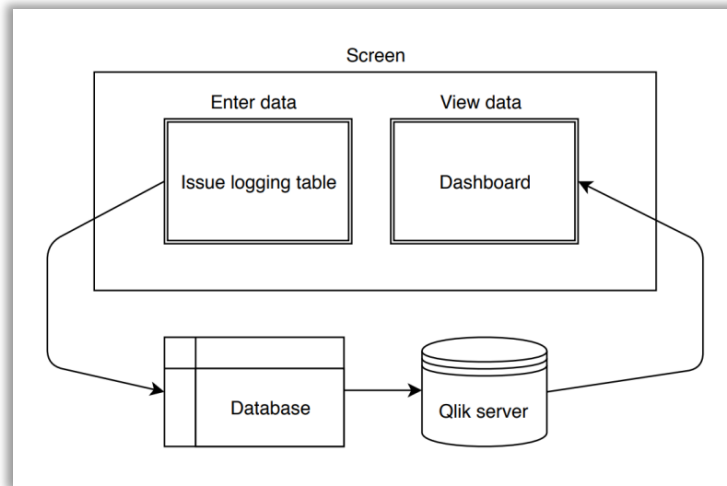 Screen
Enter data
View data
Issue logging table
Dashboard
Database
Qlik server